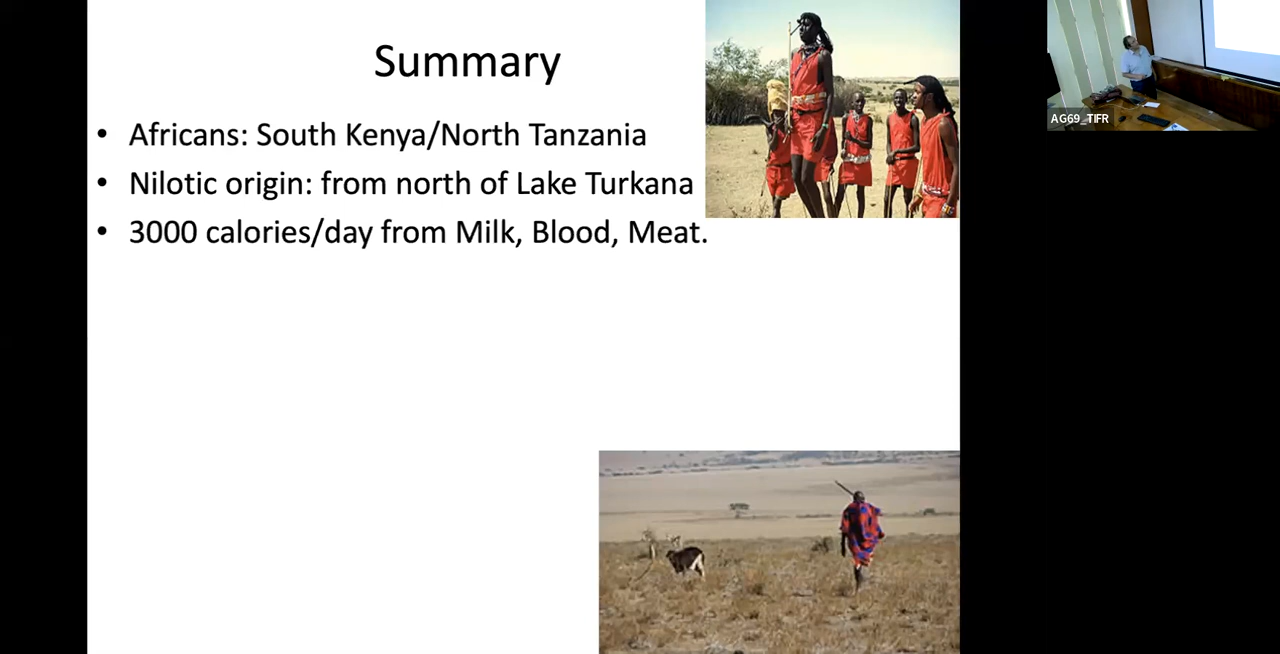 Summary
• Africans: South Kenya/North Tanzania
• Nilotic origin: from north of Lake Turkana
• 3000 calories/day from Milk, Blood, Meat.
AG69_TIFR